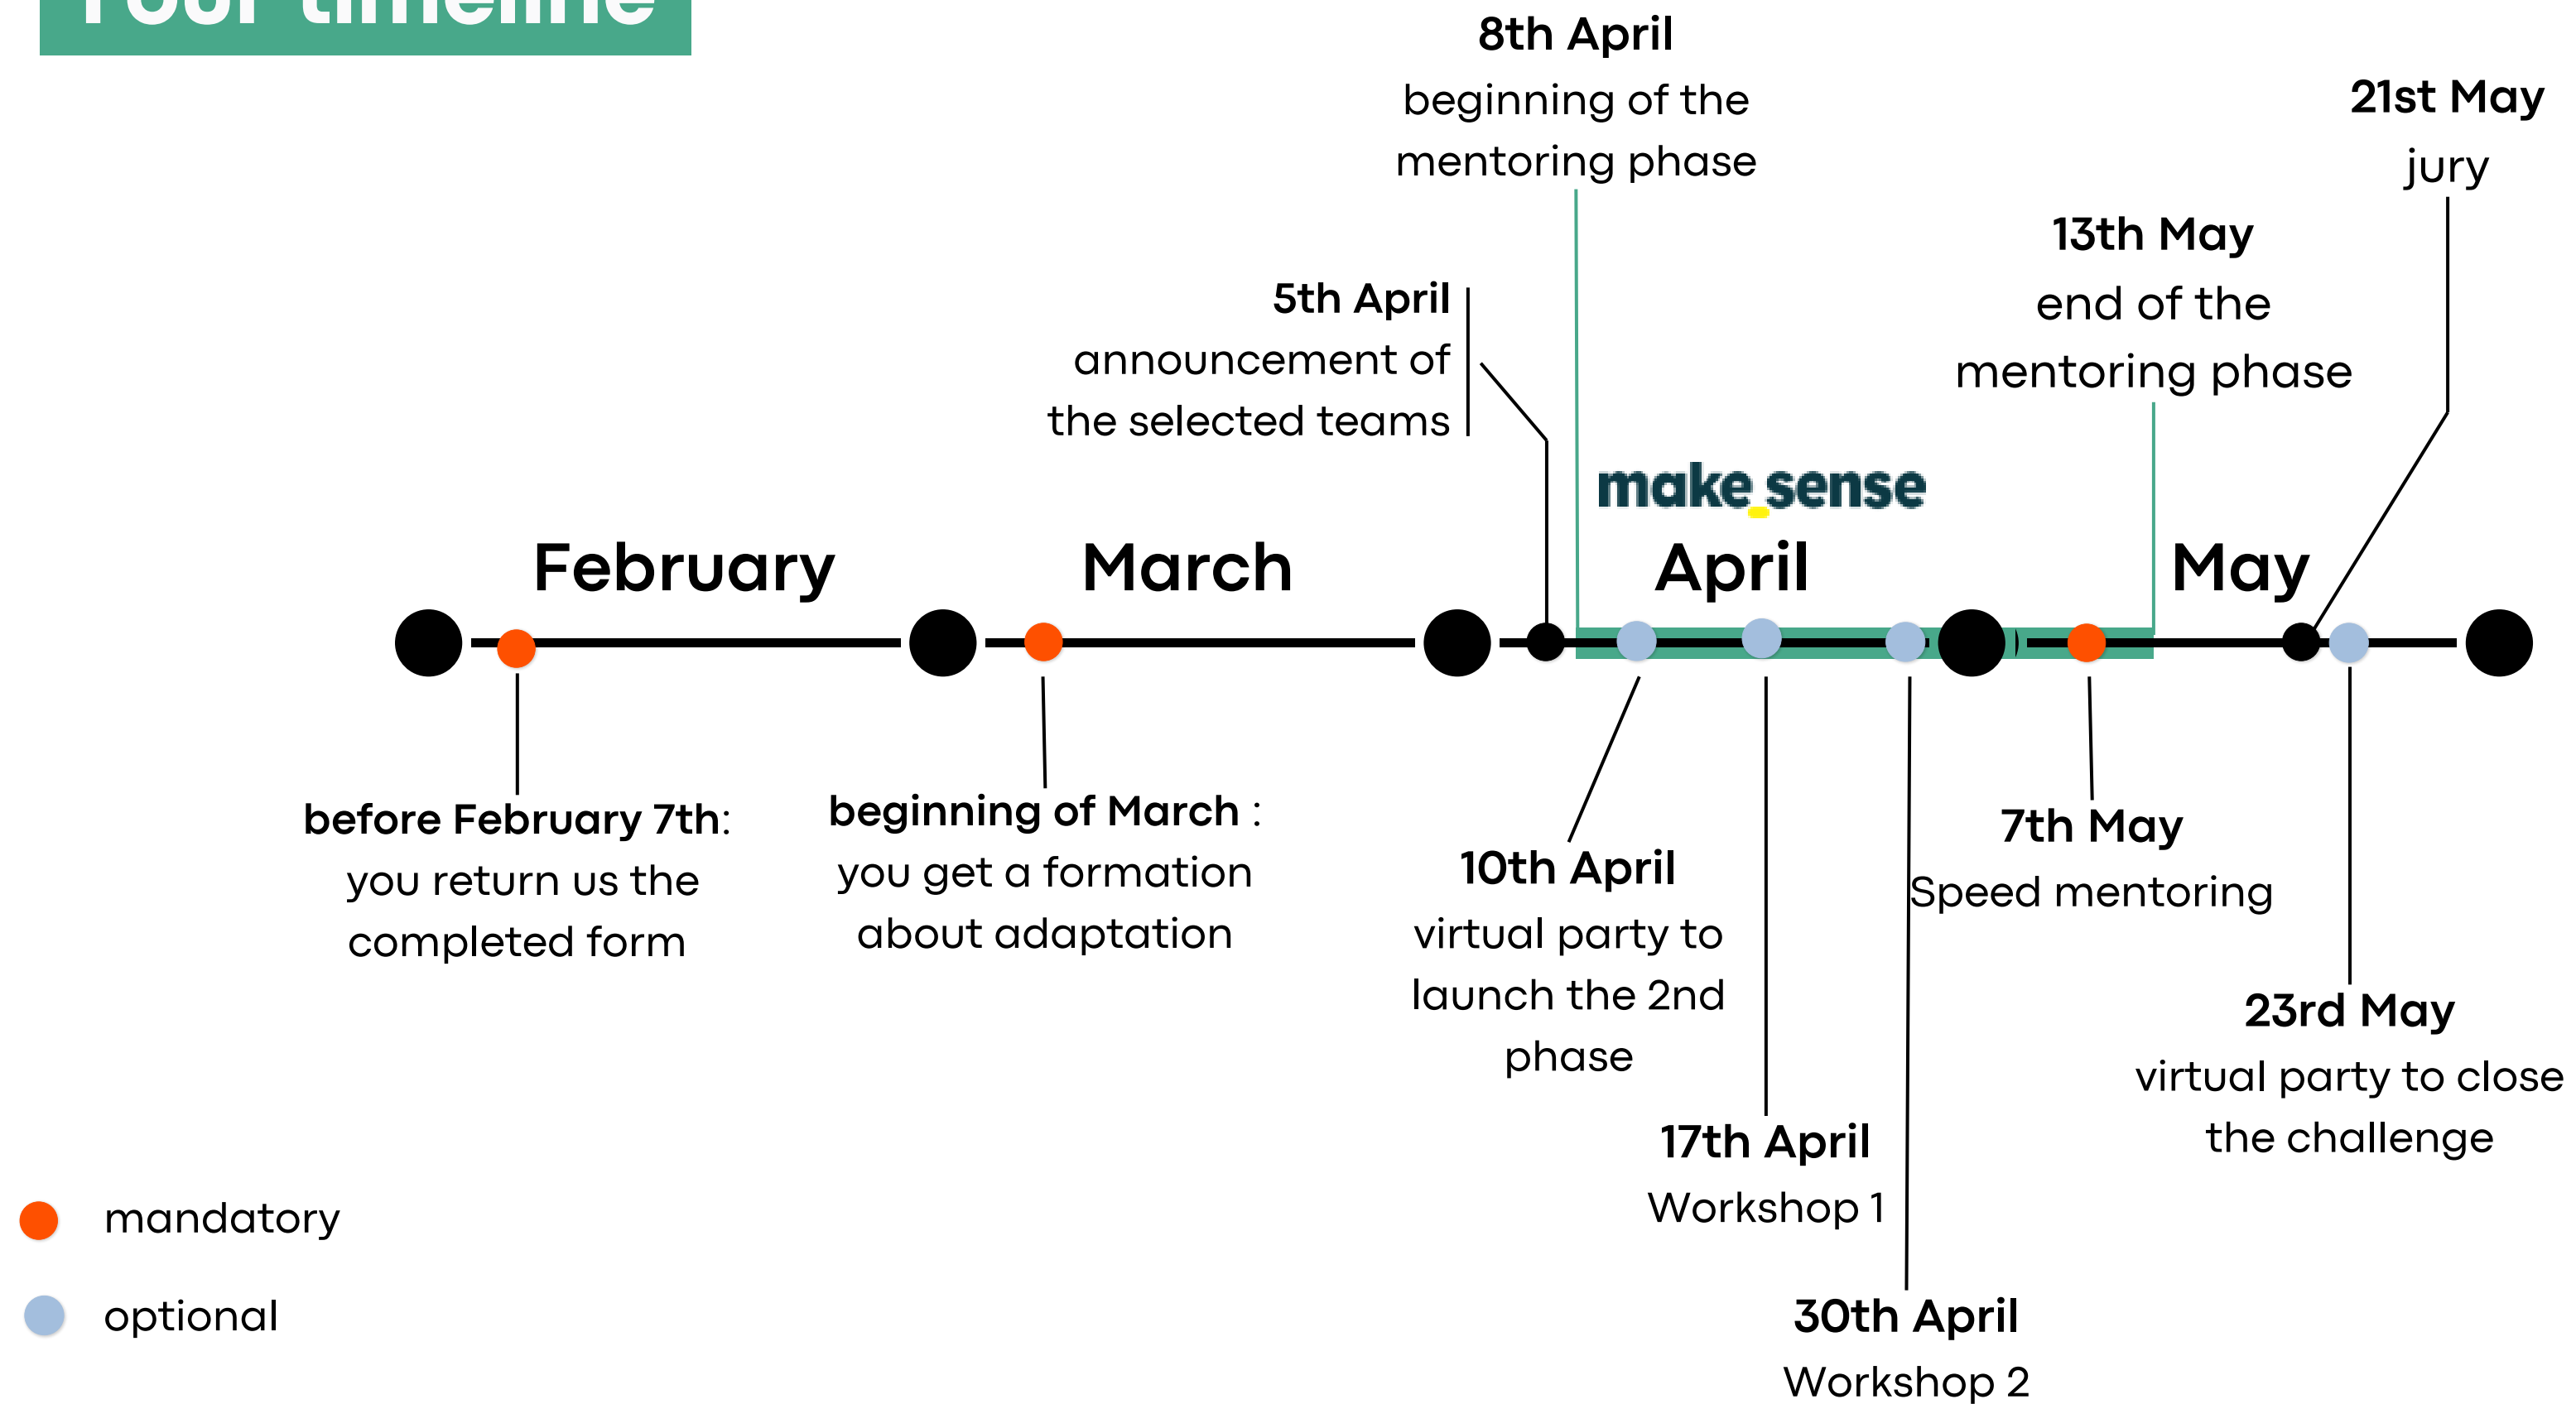 Your timeline
8th April
beginning of the
mentoring phase
21st May
jury
13th May
end of the
mentoring phase
5th April
announcement of
the selected teams
make_sense
February
March
April
May
before February 7th:
you return us the
completed form
beginning of March :
you get a formation
about adaptation
10th April
virtual party to
launch the 2nd
phase
7th May
Speed mentoring
17th April
Workshop 1
23rd May
virtual party to close
the challenge
30th April
Workshop 2
mandatory
optional